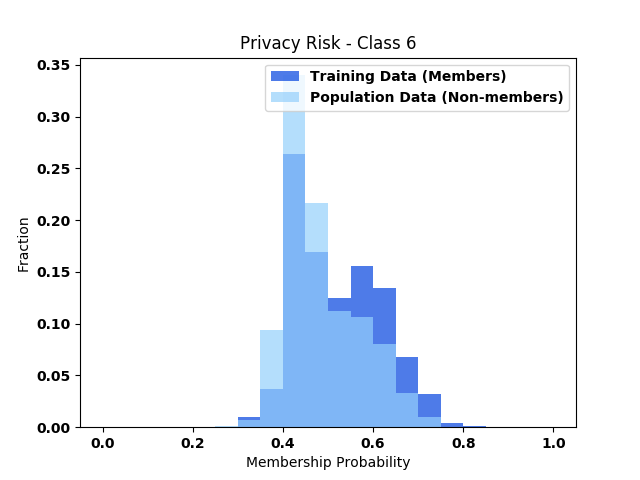 Privacy Risk - Class 6
Training Data (Members)
Population Data (Non-members)
0.35
0.30
0.25
0.20
0.15
0.10
0.05
0.00
Fraction
0.0 0.2 0.4 0.6 0.8 1.0
Membership Probability